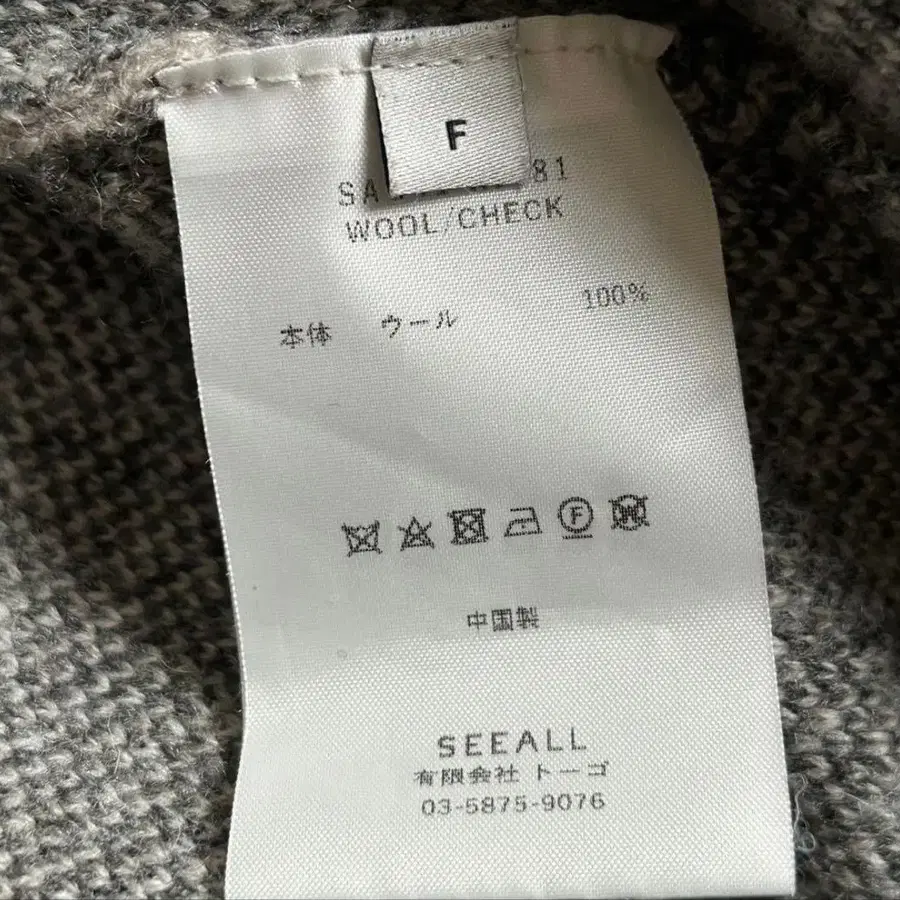 F
81
WOOL/CHECK
本体 ウール 100%
F W
中国製
SEEALL
有限会社 トーゴ
03-5875-9076